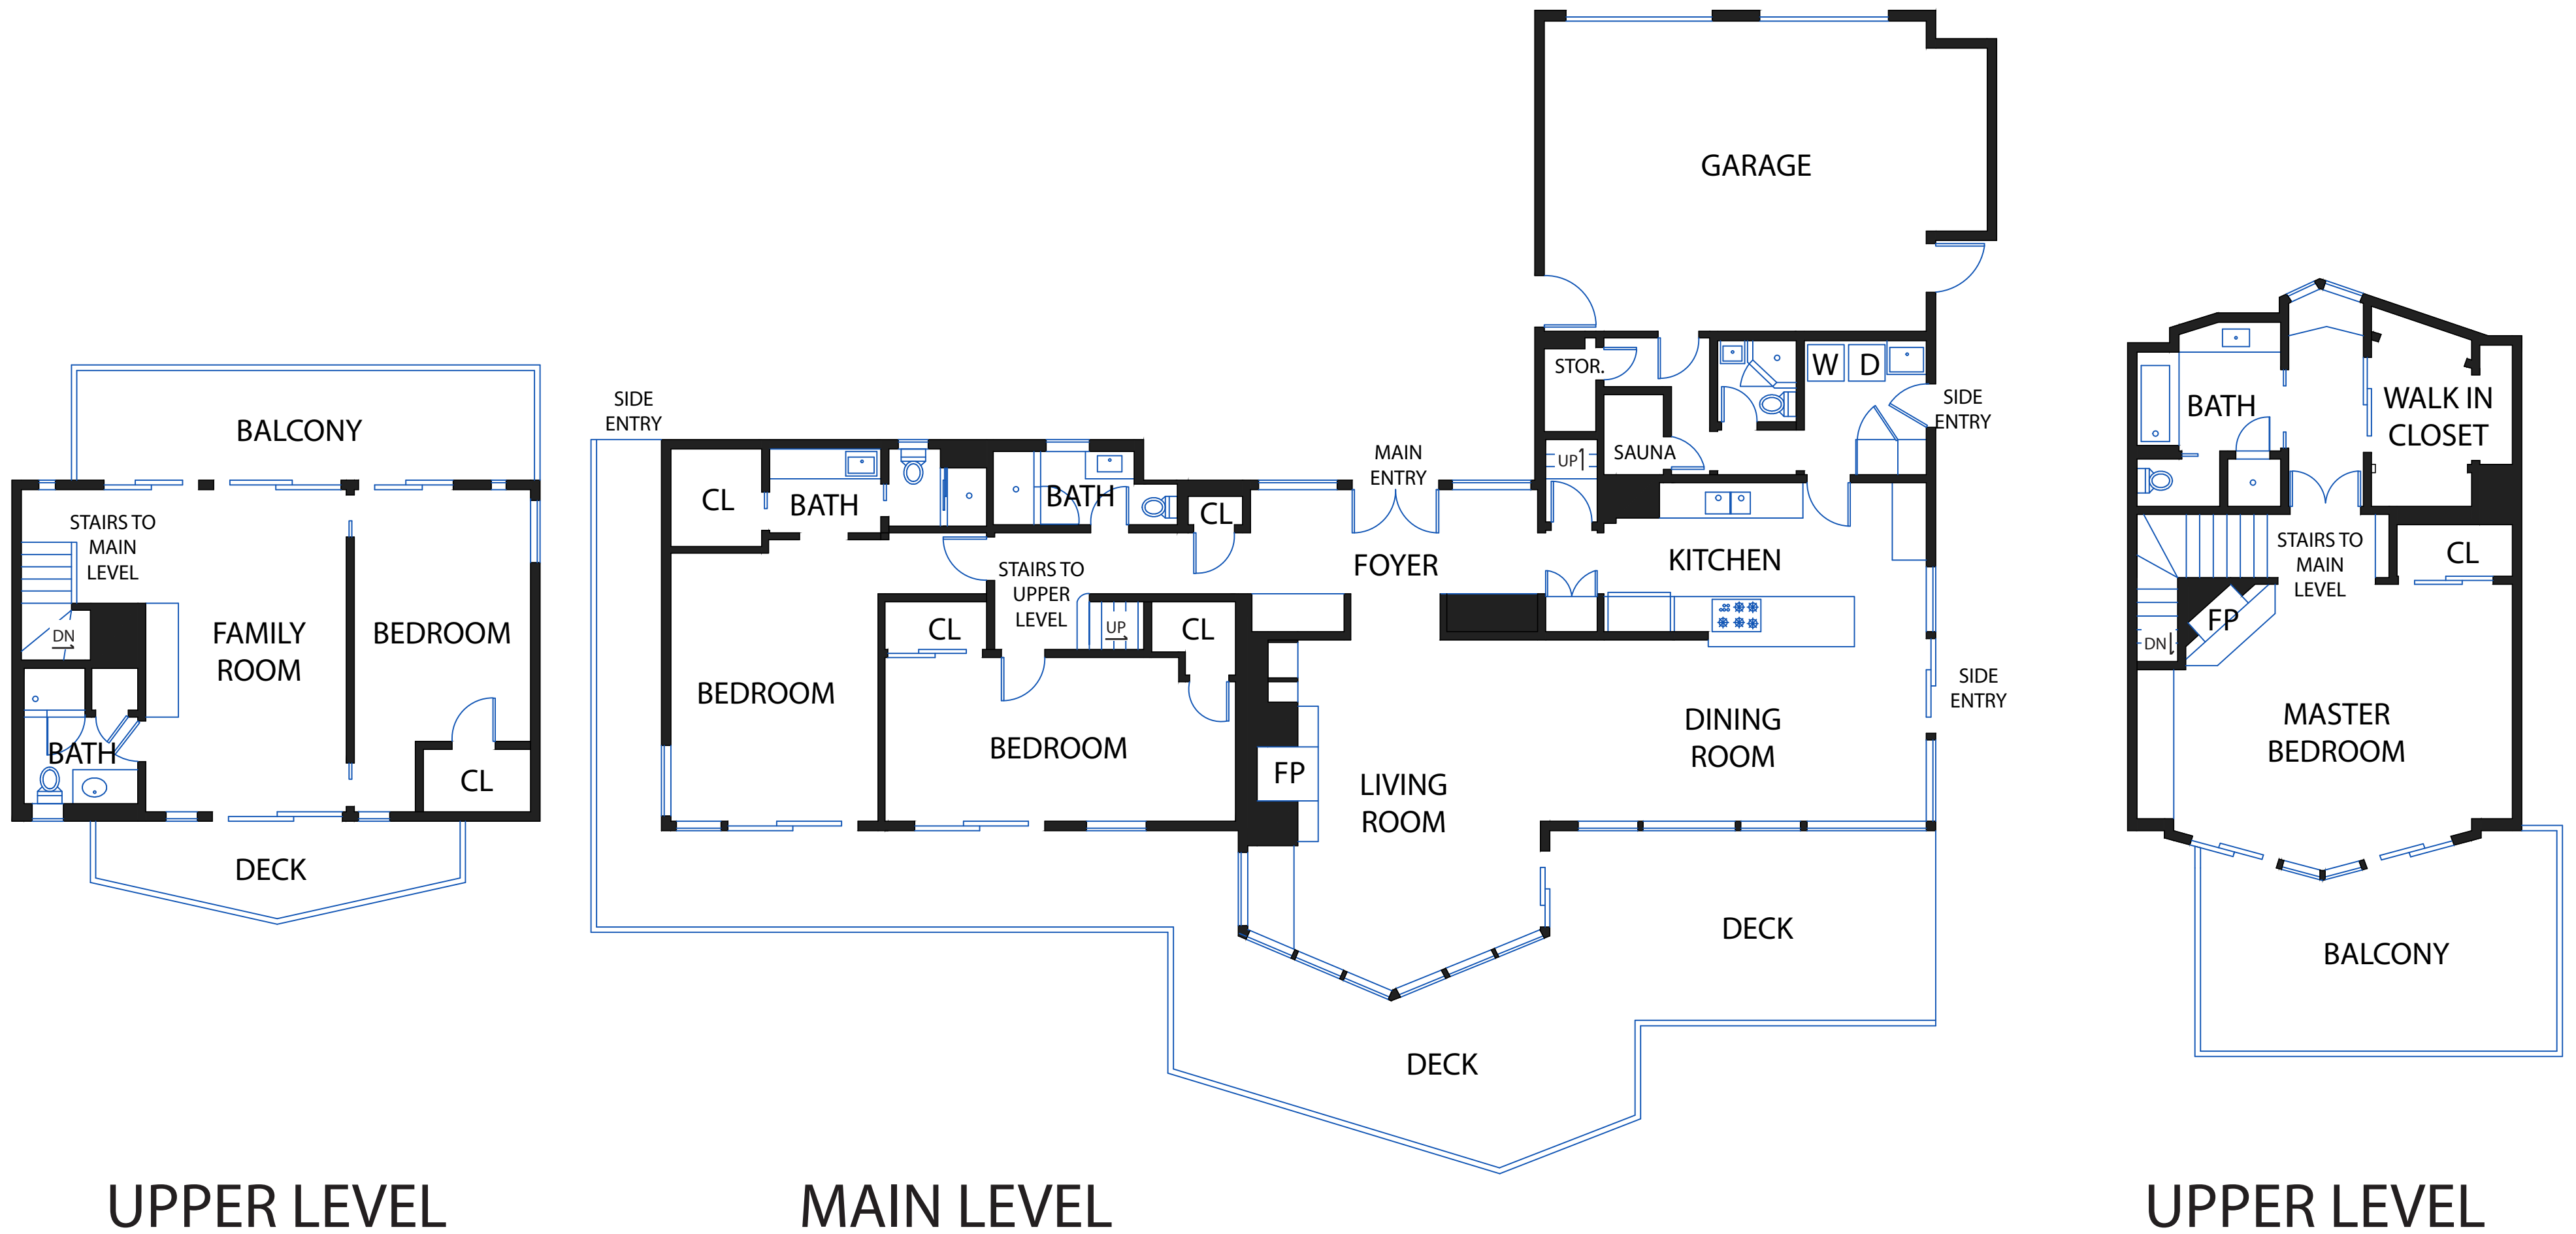 BALCONY
STAIRS TO
MAIN
LEVEL
DN
FAMILY
ROOM
BEDROOM
BATH
CL
DECK
UPPER LEVEL
GARAGE
STOR.
W D
SIDE
ENTRY
SIDE
ENTRY
MAIN
ENTRY
UP
SAUNA
CL
BATH
BATH
CL
FOYER
KITCHEN
STAIRS TO
UPPER
LEVEL
UP
CL
CL
BEDROOM
BEDROOM
FP
LIVING
ROOM
DINING
ROOM
SIDE
ENTRY
DECK
DECK
MAIN LEVEL
BATH
WALK IN
CLOSET
STAIRS TO
MAIN
LEVEL
CL
FP
DN
MASTER
BEDROOM
BALCONY
UPPER LEVEL